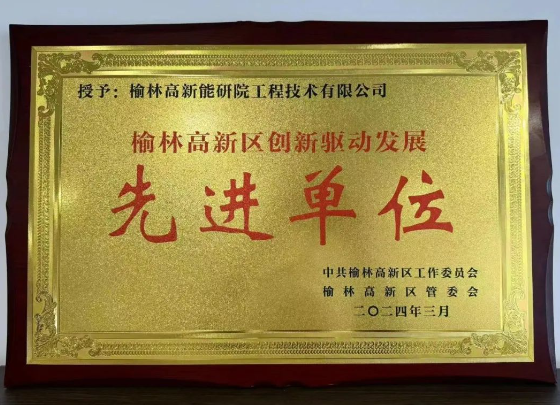 授予：榆林高新能研院工程技术有限公司
榆林高新区创新驱动发展
先进单位
中共榆林高新区工作委员会
榆林高新区管委会
二〇二四年三月